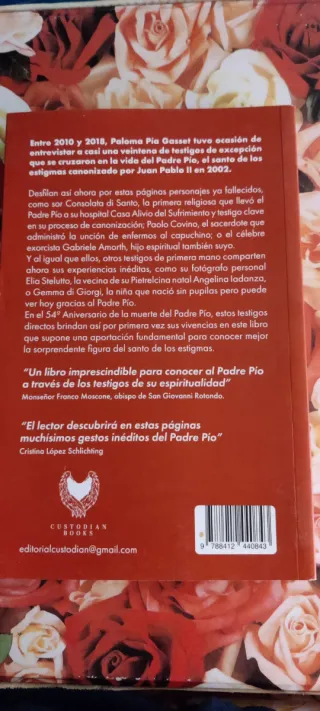 Entre 2010 y 2018, Paloma Pía Gasset tuvo ocasión de
entrevistar a casi una veintena de testigos de excepción
que se cruzaron en la vida del Padre Pío, el santo de los
estigmas canonizado por Juan Pablo II en 2002.
Desfilan así ahora por estas páginas personajes ya fallecidos,
como sor Consolata di Santo, la primera religiosa que llevó el
Padre Pío a su hospital Casa Alivio del Sufrimiento y testigo clave
en su proceso de canonización; Paolo Covino, el sacerdote que
administró la unción de enfermos al capuchino; o el célebre
exorcista Gabriele Amorth, hijo espiritual también suyo.
Y al igual que ellos, otros testigos de primera mano comparten
ahora sus experiencias inéditas, como su fotógrafo personal
Elia Stelutto, la vecina de su Pietrelcina natal Angelina Iadanza,
o Gemma di Giorgi, la niña que nació sin pupilas pero puede
ver hoy gracias al Padre Pío.
En el 54º Aniversario de la muerte del Padre Pío, estos testigos
directos brindan así por primera vez sus vivencias en este libro
que supone una aportación fundamental para conocer mejor
la sorprendente figura del santo de los estigmas.
"Un libro imprescindible para conocer al Padre Pío
a través de los testigos de su espiritualidad"
Monseñor Franco Moscone, obispo de San Giovanni Rotondo.
"El lector descubrirá en estas páginas
muchísimos gestos inéditos del Padre Pío"
Cristina López Schlichting
CUSTODIAN
BOOKS
editorialcustodian@gmail.com
9 788412 440843